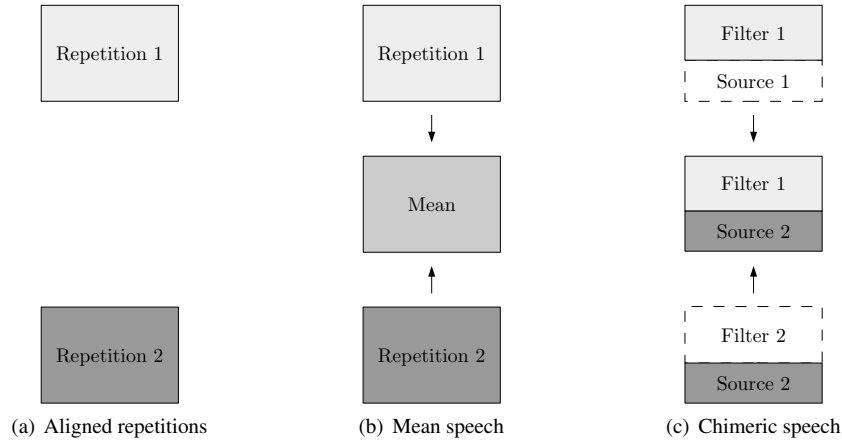 Repetition 1
Repetition 2
(a) Aligned repetitions
Repetition 1
Mean
Repetition 2
(b) Mean speech
Filter 1
Source 1
Filter 1
Source 2
Filter 2
Source 2
(c) Chimeric speech